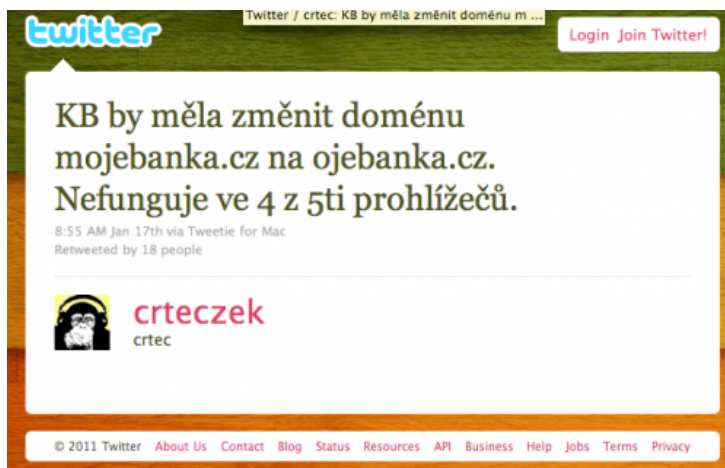 Twitter / crtec: KB by měla změnit doménu m ...
twitter
Login Join Twitter!
KB by měla změnit doménu
mojebanka.cz na ojebanka.cz.
Nefunguje ve 4 z 5ti prohlížečů.
8:55 AM Jan 17th via Tweetie for Mac
Retweeted by 18 people
crteczek
crtec
© 2011 Twitter About Us Contact Blog Status Resources API Business Help Jobs Terms Privacy